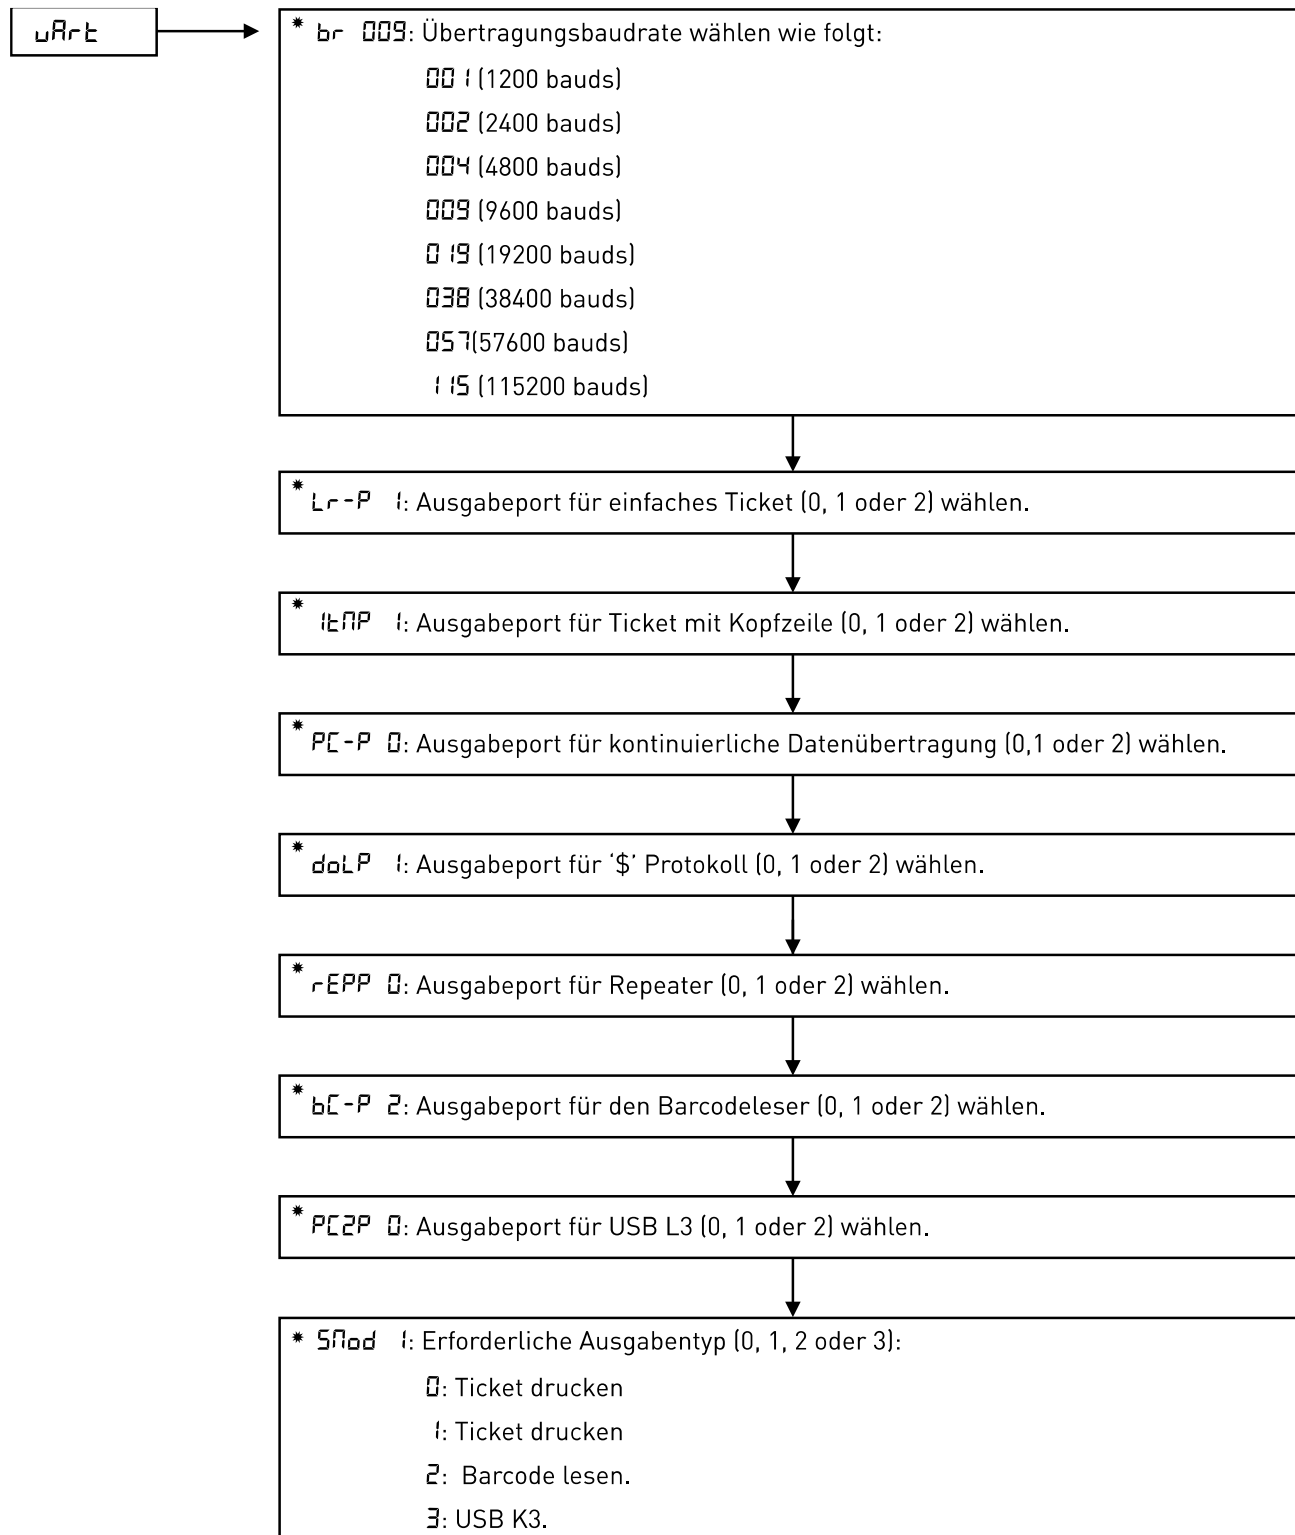 uArt
* br 009: Übertragungsbaudrate wählen wie folgt:
001 (1200 bauds)
002 (2400 bauds)
004 (4800 bauds)
009 (9600 bauds)
019 (19200 bauds)
038 (38400 bauds)
057(57600 bauds)
115 (115200 bauds)
* Lr-P 1: Ausgabeport für einfaches Ticket (0, 1 oder 2) wählen.
* ItMP 1: Ausgabeport für Ticket mit Kopfzeile (0, 1 oder 2) wählen.
* PC-P 0: Ausgabeport für kontinuierliche Datenübertragung (0,1 oder 2) wählen.
* doLP 1: Ausgabeport für ‘$’ Protokoll (0, 1 oder 2) wählen.
* rEPP 0: Ausgabeport für Repeater (0, 1 oder 2) wählen.
* bC-P 2: Ausgabeport für den Barcodeleser (0, 1 oder 2) wählen.
* PC2P 0: Ausgabeport für USB L3 (0, 1 oder 2) wählen.
* SMod 1: Erforderliche Ausgabentyp (0, 1, 2 oder 3):
0: Ticket drucken
1: Ticket drucken
2: Barcode lesen.
3: USB K3.